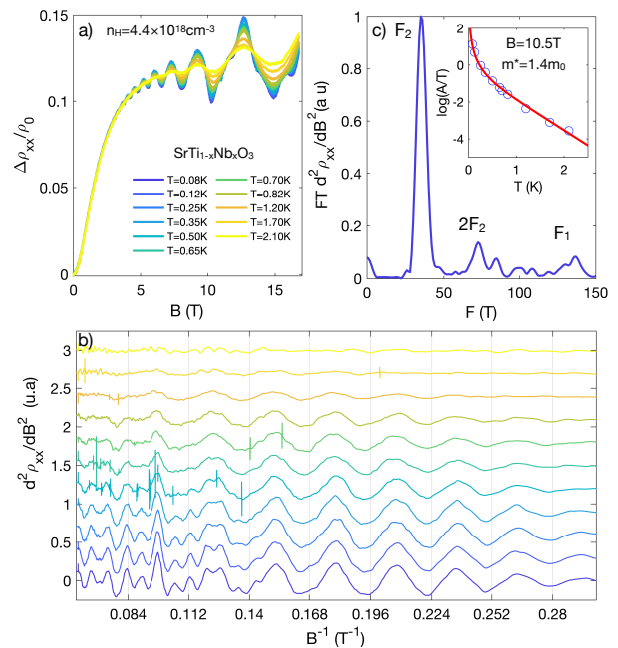 a)
n_H=4.4×10^18cm^-3
0.15
0.10
0.05
0
Δρ_xx/ρ_0
SrTi_1-xNb_xO_3
T=0.08K
T=0.12K
T=0.25K
T=0.35K
T=0.50K
T=0.65K
T=0.70K
T=0.82K
T=1.20K
T=1.70K
T=2.10K
0 5 10 15
B (T)
c)
F_2
1
0.8
0.6
0.4
0.2
0
FT d^2ρ_xx/dB^2(a u)
2F_2
F_1
0 50 100 150
F (T)
B=10.5T
m*=1.4m_0
2
0
-2
-4
log(A/T)
0 1 2
T (K)
b)
3
2.5
2
1.5
1
0.5
0
d^2ρ_xx/dB^2 (u.a)
0.084 0.112 0.14 0.168 0.196 0.224 0.252 0.28
B^-1 (T^-1)